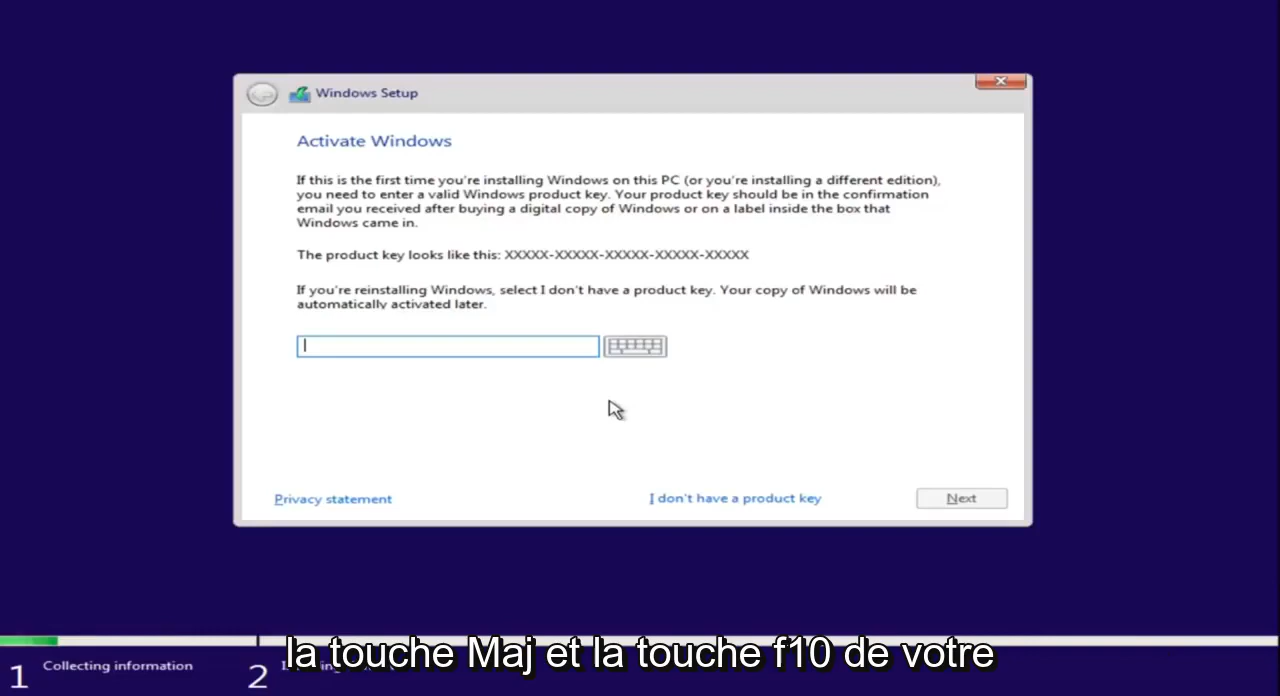 Windows Setup
Activate Windows
If this is the first time you're installing Windows on this PC (or you're installing a different edition),
you need to enter a valid Windows product key. Your product key should be in the confirmation
email you received after buying a digital copy of Windows or on a label inside the box that
Windows came in.
The product key looks like this: XXXXX-XXXXX-XXXXX-XXXXX-XXXXX
If you're reinstalling Windows, select I don't have a product key. Your copy of Windows will be
automatically activated later.
Privacy statement
I don't have a product key
Next
1 Collecting information
2
la touche Maj et la touche f10 de votre